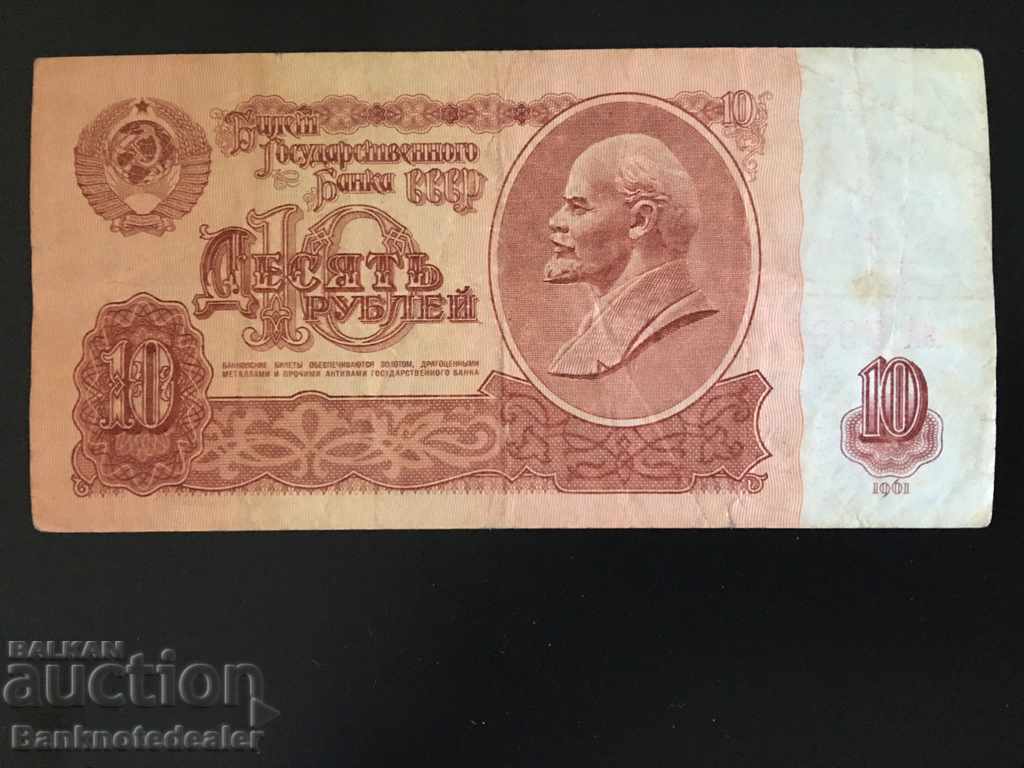 Билет
Государственного
Банка СССР
10
10
Десять
рублей
БАНКОВСКИЕ БИЛЕТЫ ОБЕСПЕЧИВАЮТСЯ ЗОЛОТОМ, ДРАГОЦЕННЫМИ
МЕТАЛЛАМИ И ПРОЧИМИ АКТИВАМИ ГОСУДАРСТВЕННОГО БАНКА
10
10
1961
BALKAN
auction
Banknotedealer